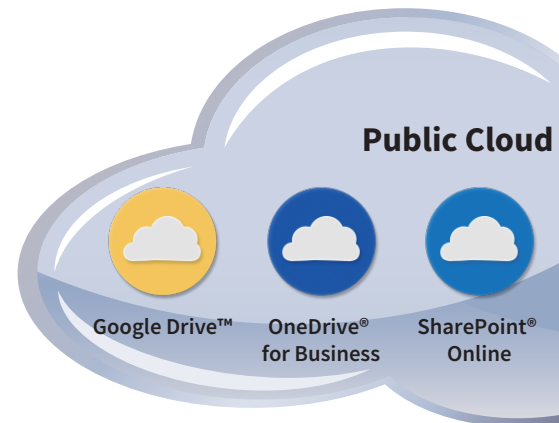 Public Cloud
Google Drive™
OneDrive®
for Business
SharePoint®
Online